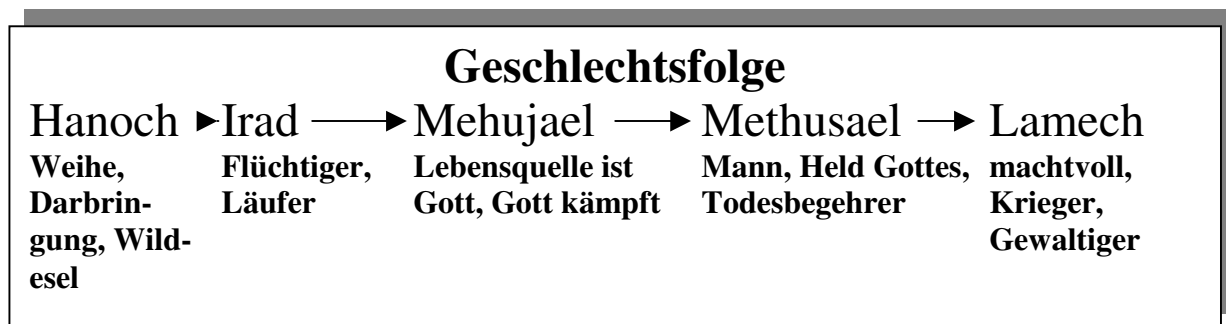 Geschlechtsfolge
Hanoch Irad Mehujael Methusael Lamech
Weihe, Flüchtiger, Lebensquelle ist Mann, Held Gottes, machtvoll,
Darbrin- Läufer Gott, Gott kämpft Todesbegehrer Krieger,
gung, Wild- Gewaltiger
esel